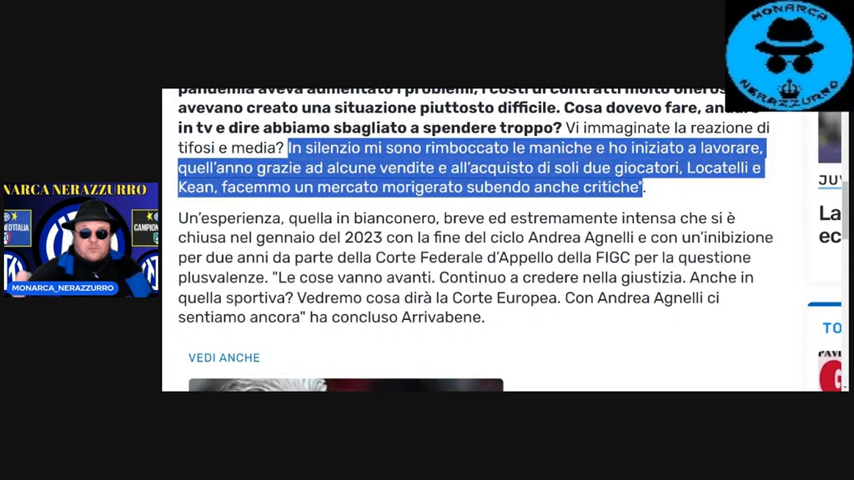 MONARCA
NERAZZURRO
pandemia aveva aumentato i problemi, i costi di contratti molto onerosi
avevano creato una situazione piuttosto difficile. Cosa dovevo fare,
in tv e dire abbiamo sbagliato a spendere troppo? Vi immaginate la reazione di
tifosi e media? In silenzio mi sono rimboccato le maniche e ho iniziato a lavorare,
quell'anno grazie ad alcune vendite e all'acquisto di soli due giocatori, Locatelli e
Kean, facemmo un mercato morigerato subendo anche critiche".
Un'esperienza, quella in bianconero, breve ed estremamente intensa che si è
chiusa nel gennaio del 2023 con la fine del ciclo Andrea Agnelli e con un'inibizione
per due anni da parte della Corte Federale d'Appello della FIGC per la questione
plusvalenze. "Le cose vanno avanti. Continuo a credere nella giustizia. Anche in
quella sportiva? Vedremo cosa dirà la Corte Europea. Con Andrea Agnelli ci
sentiamo ancora" ha concluso Arrivabene.
VEDI ANCHE
NARCA NERAZZURRO
D'ITALIA
CAMPION
MONARCA_NERAZZURRO
JU
La
ec
TO